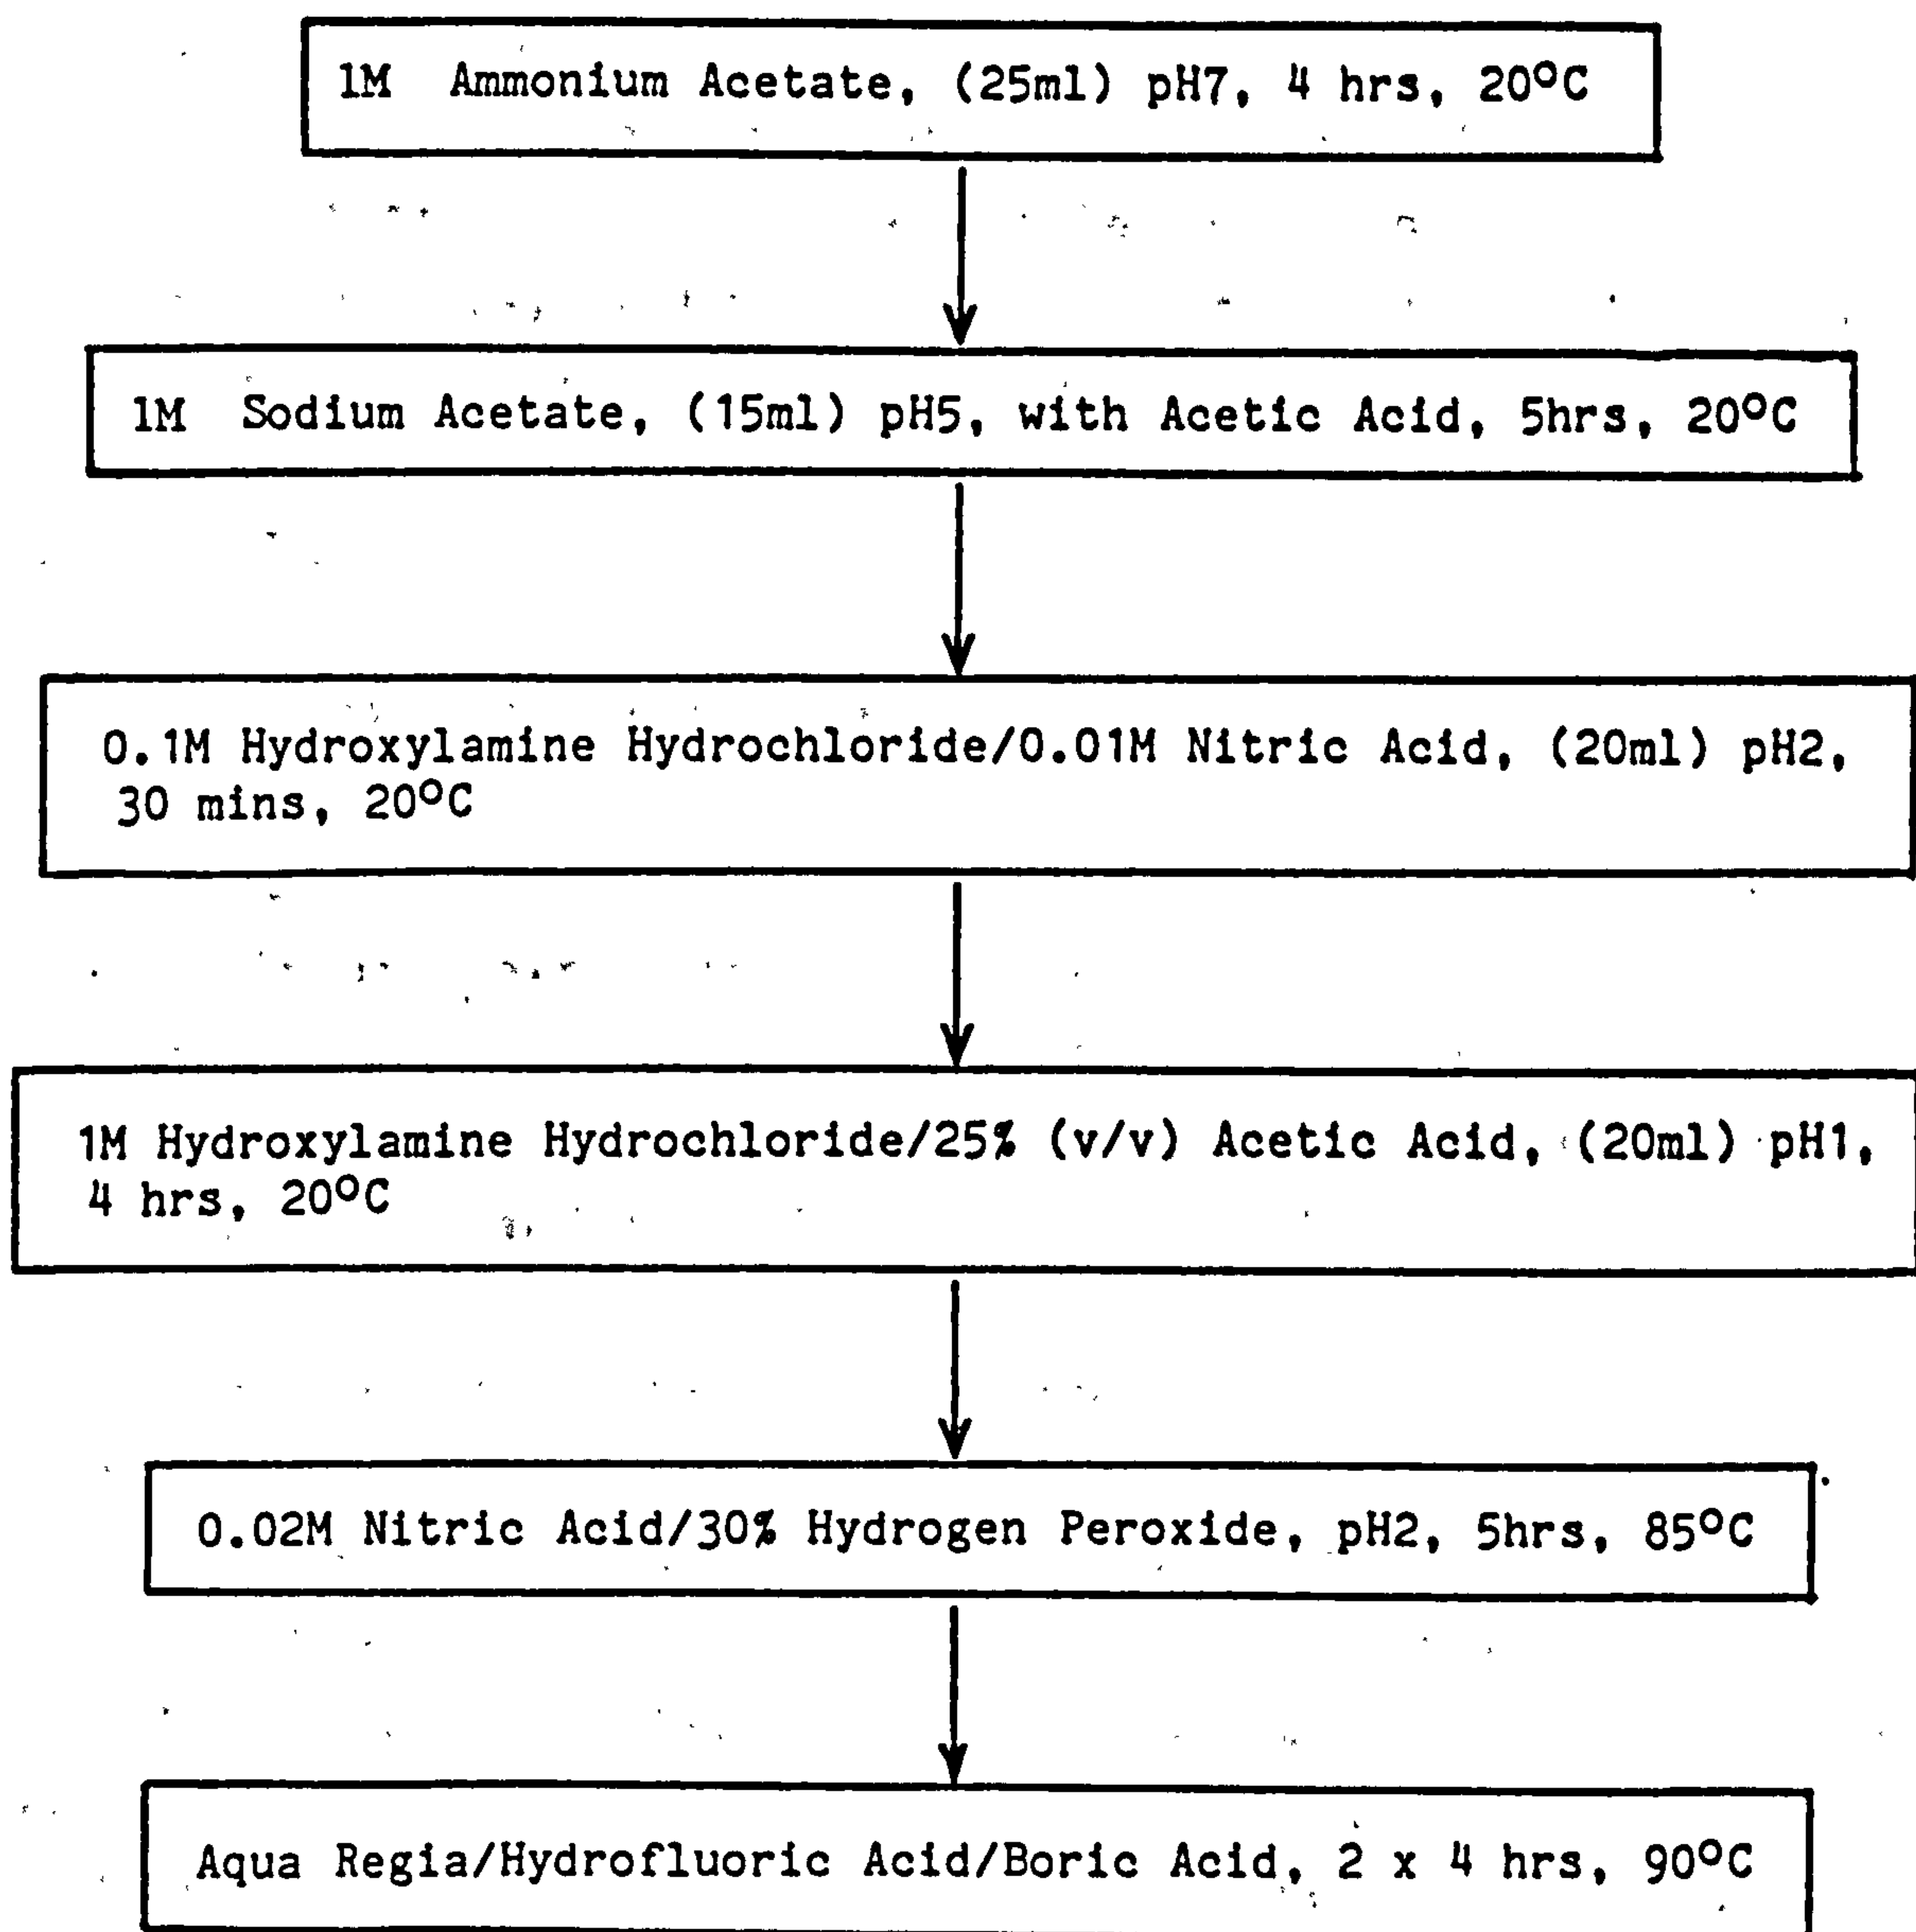 1M Ammonium Acetate, (25ml) pH7, 4 hrs, 20°C
1M Sodium Acetate, (15ml) pH5, with Acetic Acid, 5hrs, 20°C
0.1M Hydroxylamine Hydrochloride/0.01M Nitric Acid, (20ml) pH2,
30 mins, 20°C
1M Hydroxylamine Hydrochloride/25% (v/v) Acetic Acid, (20ml) pH1,
4 hrs, 20°C
0.02M Nitric Acid/30% Hydrogen Peroxide, pH2, 5hrs, 85°C
Aqua Regia/Hydrofluoric Acid/Boric Acid, 2 x 4 hrs, 90°C